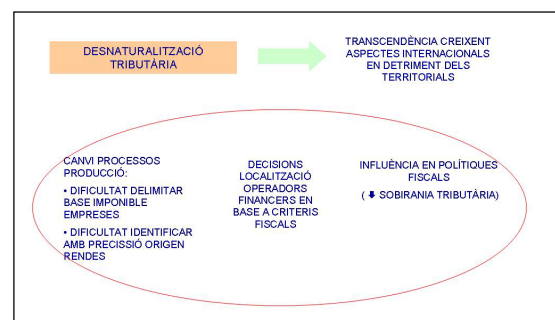 DESNATURALITZACIÓ
TRIBUTÀRIA
TRANSCENDÈNCIA CREIXENT
ASPECTES INTERNACIONALS
EN DETRIMENT DELS
TERRITORIALS
CANVI PROCESSOS
PRODUCCIÓ:
• DIFICULTAT DELIMITAR
BASE IMPONIBLE
EMPRESES
• DIFICULTAT IDENTIFICAR
AMB PRECISSIÓ ORIGEN
RENDES
DECISIONS
LOCALITZACIÓ
OPERADORS
FINANCERS EN
BASE A CRITERIS
FISCALS
INFLUÈNCIA EN POLÍTIQUES
FISCALS
( 🡇 SOBIRANIA TRIBUTÀRIA)